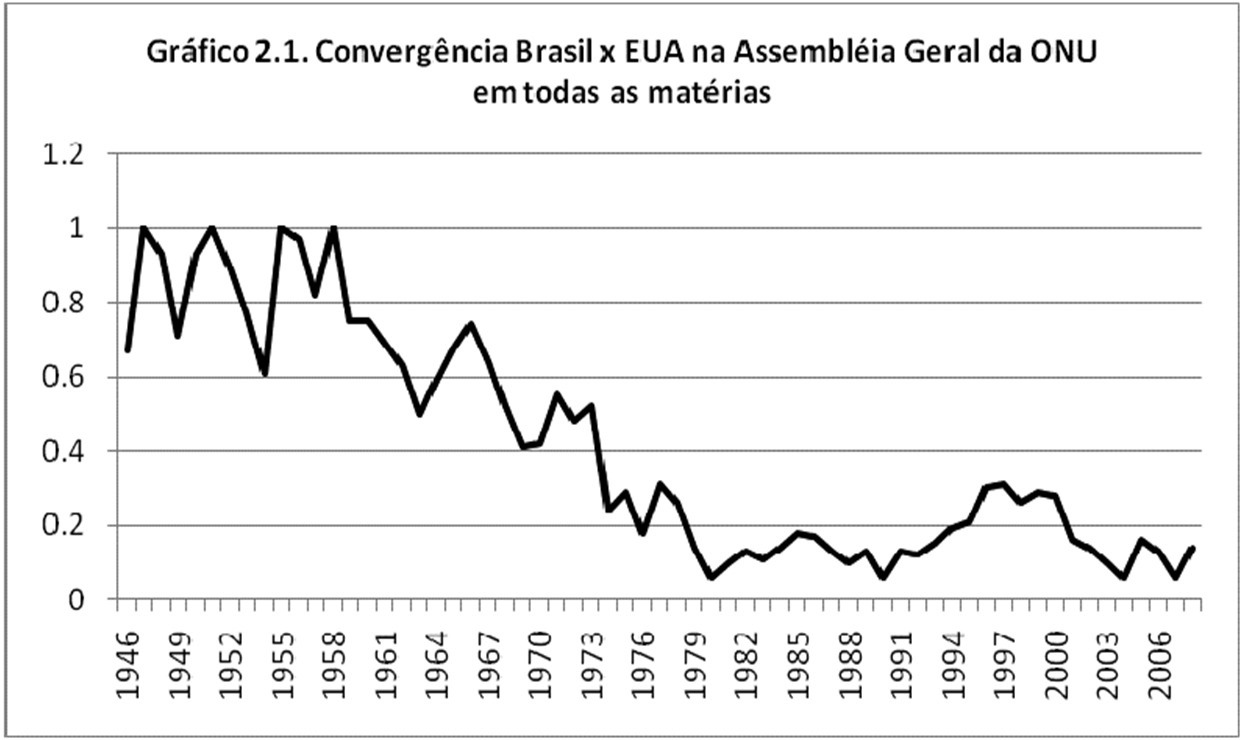 Gráfico 2.1. Convergência Brasil x EUA na Assembléia Geral da ONU
em todas as matérias
1.2
1
0.8
0.6
0.4
0.2
0
1946 1949 1952 1955 1958 1961 1964 1967 1970 1973 1976 1979 1982 1985 1988 1991 1994 1997 2000 2003 2006